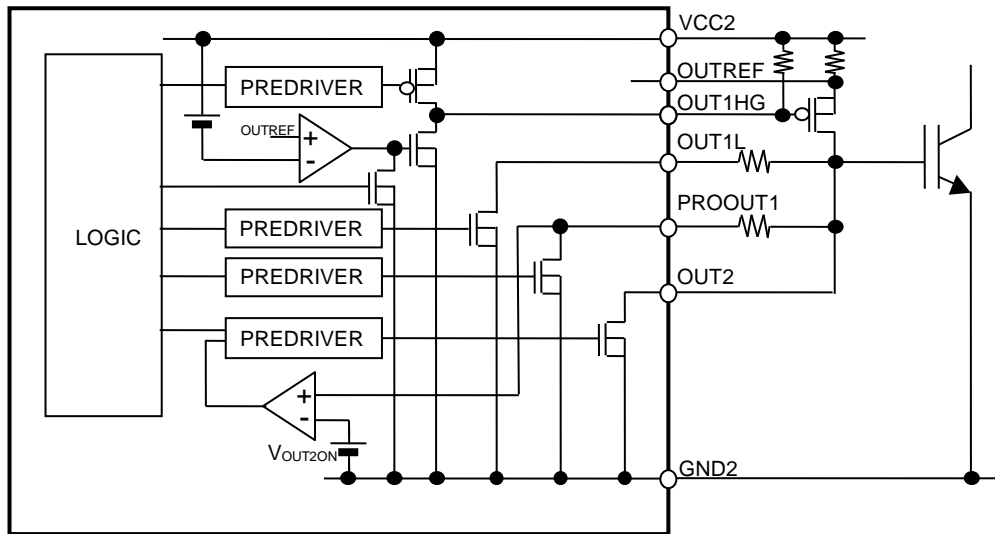 VCC2
OUTREF
PREDRIVER
OUT1HG
OUTREF
+
-
OUT1L
PREDRIVER
PROOUT1
LOGIC
PREDRIVER
OUT2
PREDRIVER
+
-
VOUT2ON
GND2